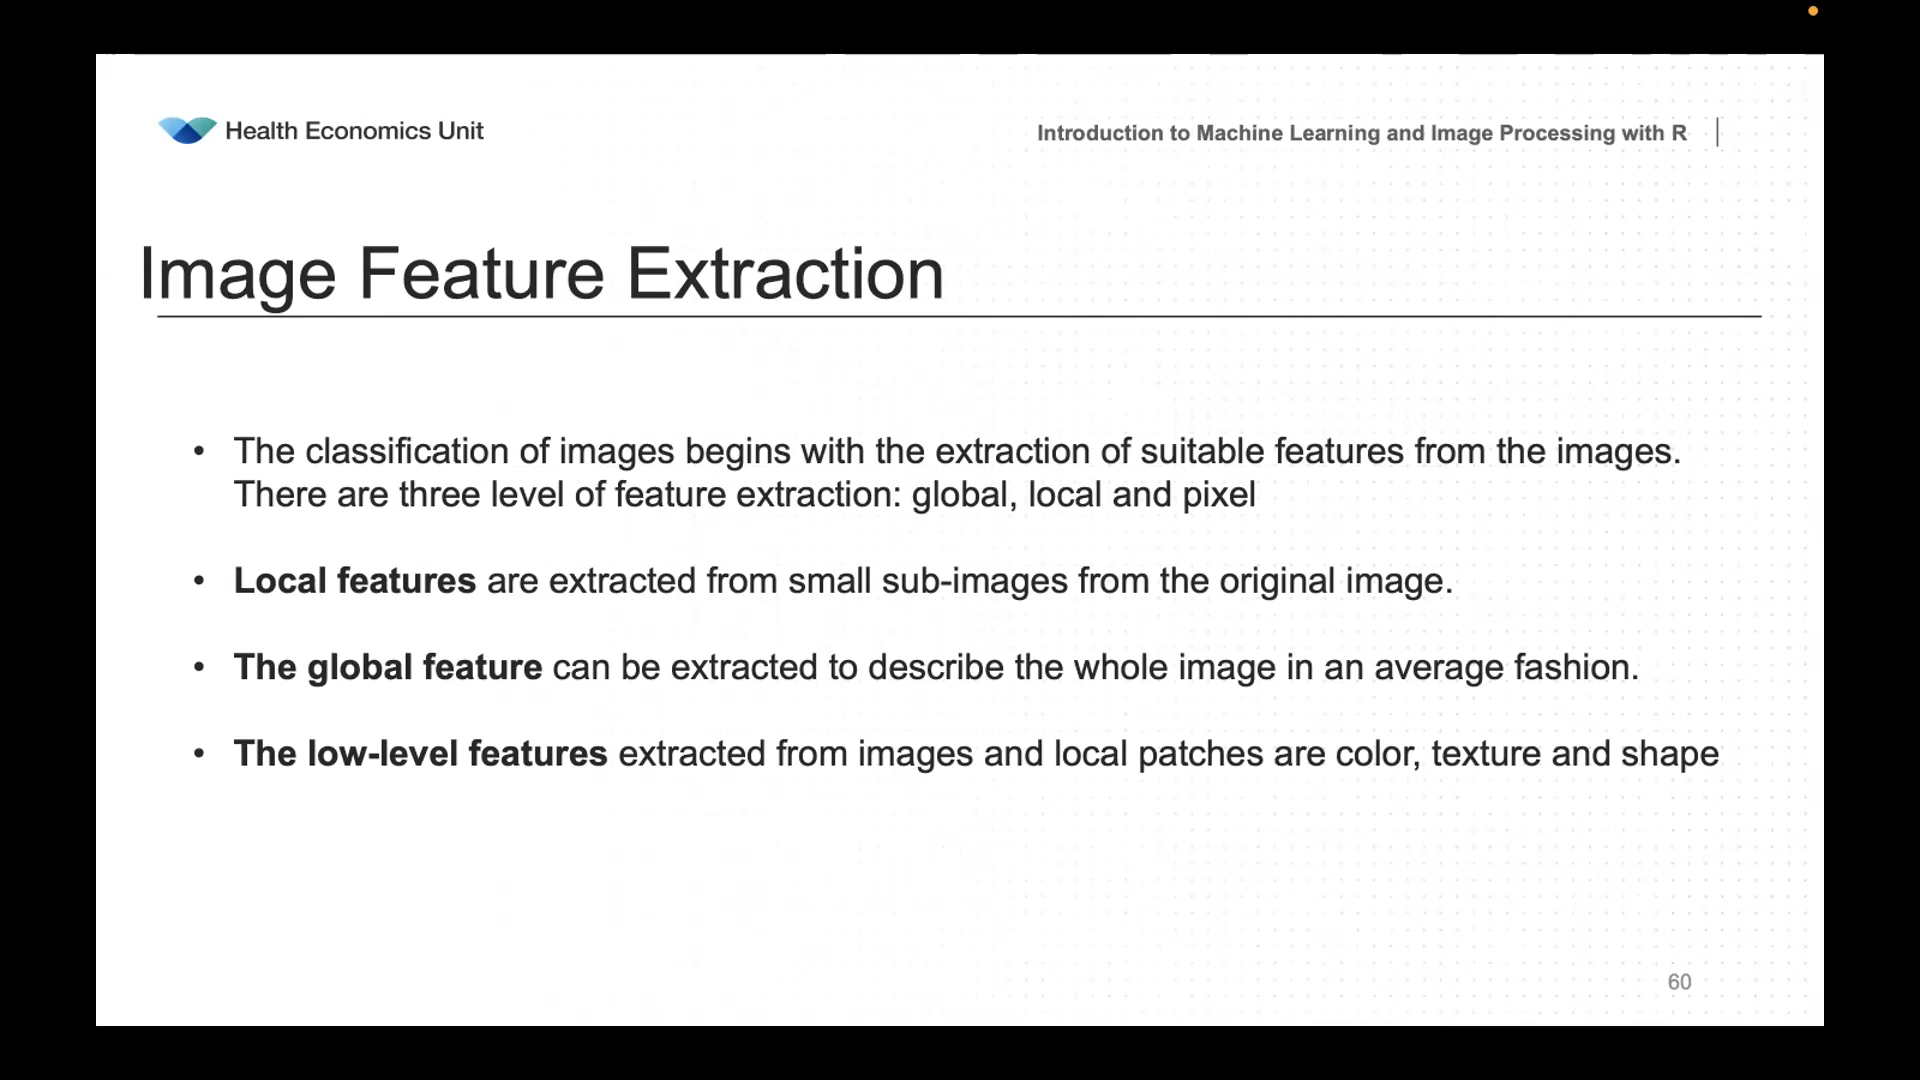 Health Economics Unit
Introduction to Machine Learning and Image Processing with R
Image Feature Extraction
• The classification of images begins with the extraction of suitable features from the images.
There are three level of feature extraction: global, local and pixel
• Local features are extracted from small sub-images from the original image.
• The global feature can be extracted to describe the whole image in an average fashion.
• The low-level features extracted from images and local patches are color, texture and shape
60